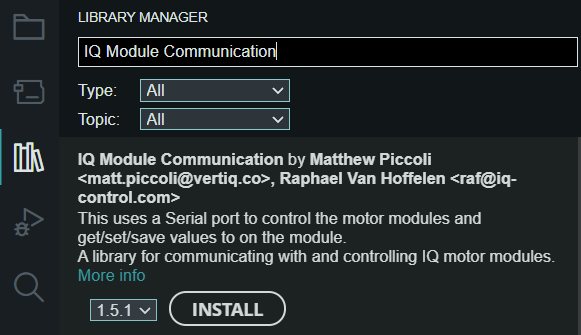 LIBRARY MANAGER
IQ Module Communication
Type: All
Topic: All
IQ Module Communication by Matthew Piccoli
<matt.piccoli@vertiq.co>, Raphael Van Hoffelen <raf@iq-
control.com>
This uses a Serial port to control the motor modules and
get/set/save values to on the module.
A library for communicating with and controlling IQ motor modules.
More info
1.5.1 INSTALL